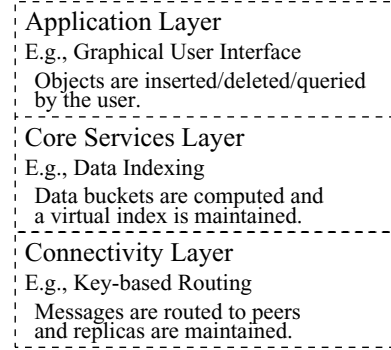 Application Layer
E.g., Graphical User Interface
Objects are inserted/deleted/queried
by the user.
Core Services Layer
E.g., Data Indexing
Data buckets are computed and
a virtual index is maintained.
Connectivity Layer
E.g., Key-based Routing
Messages are routed to peers
and replicas are maintained.